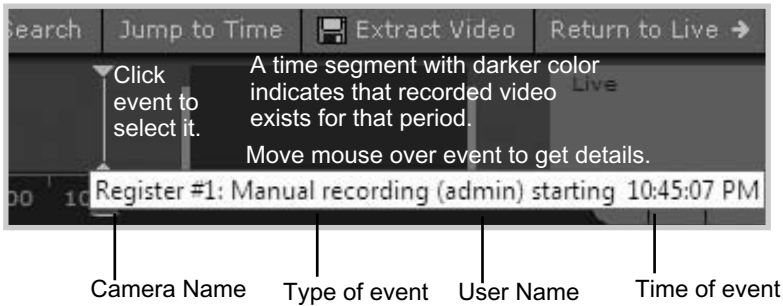 Search Jump to Time Extract Video Return to Live
Click
event to
select it.
A time segment with darker color
indicates that recorded video
exists for that period.
Live
Move mouse over event to get details.
00 10
Register #1: Manual recording (admin) starting 10:45:07 PM
Camera Name Type of event User Name Time of event